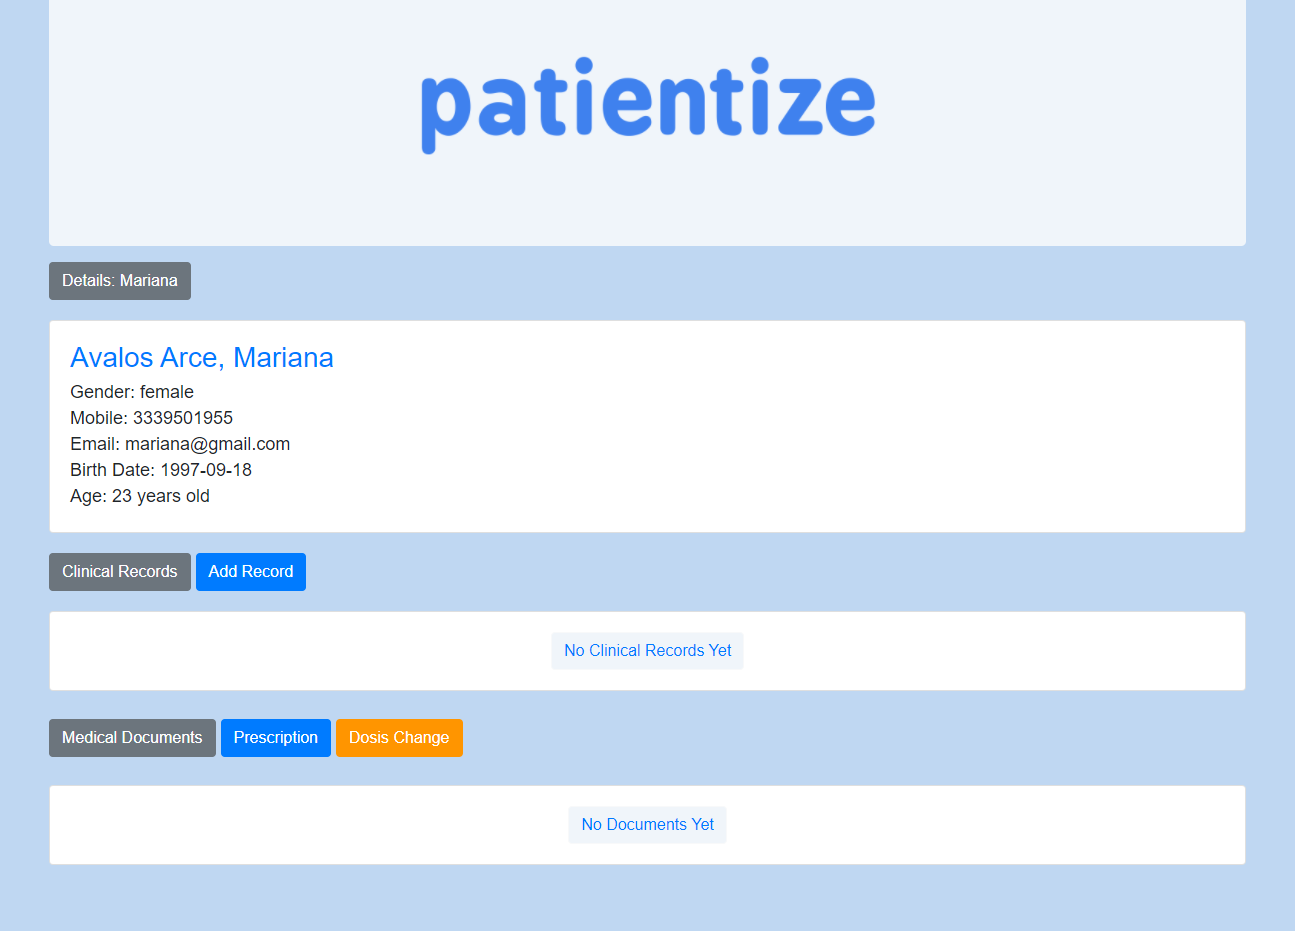 patientize
Details: Mariana
Avalos Arce, Mariana
Gender: female
Mobile: 3339501955
Email: mariana@gmail.com
Birth Date: 1997-09-18
Age: 23 years old
Clinical Records Add Record
No Clinical Records Yet
Medical Documents Prescription Dosis Change
No Documents Yet